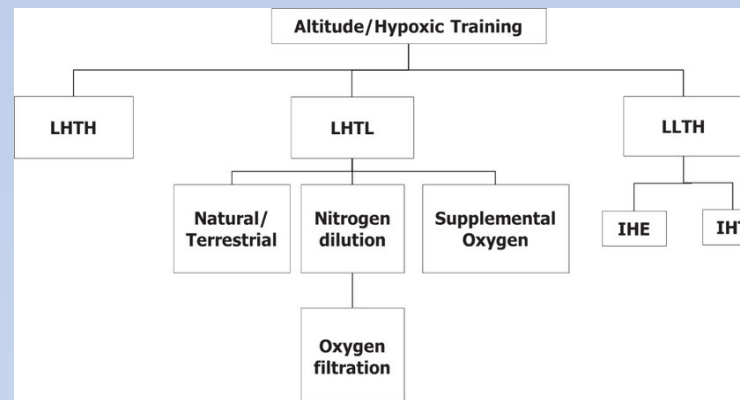 Altitude/Hypoxic Training
LHTH
LHTL
LLTH
Natural/
Terrestrial
Nitrogen
dilution
Supplemental
Oxygen
IHE
Oxygen
filtration